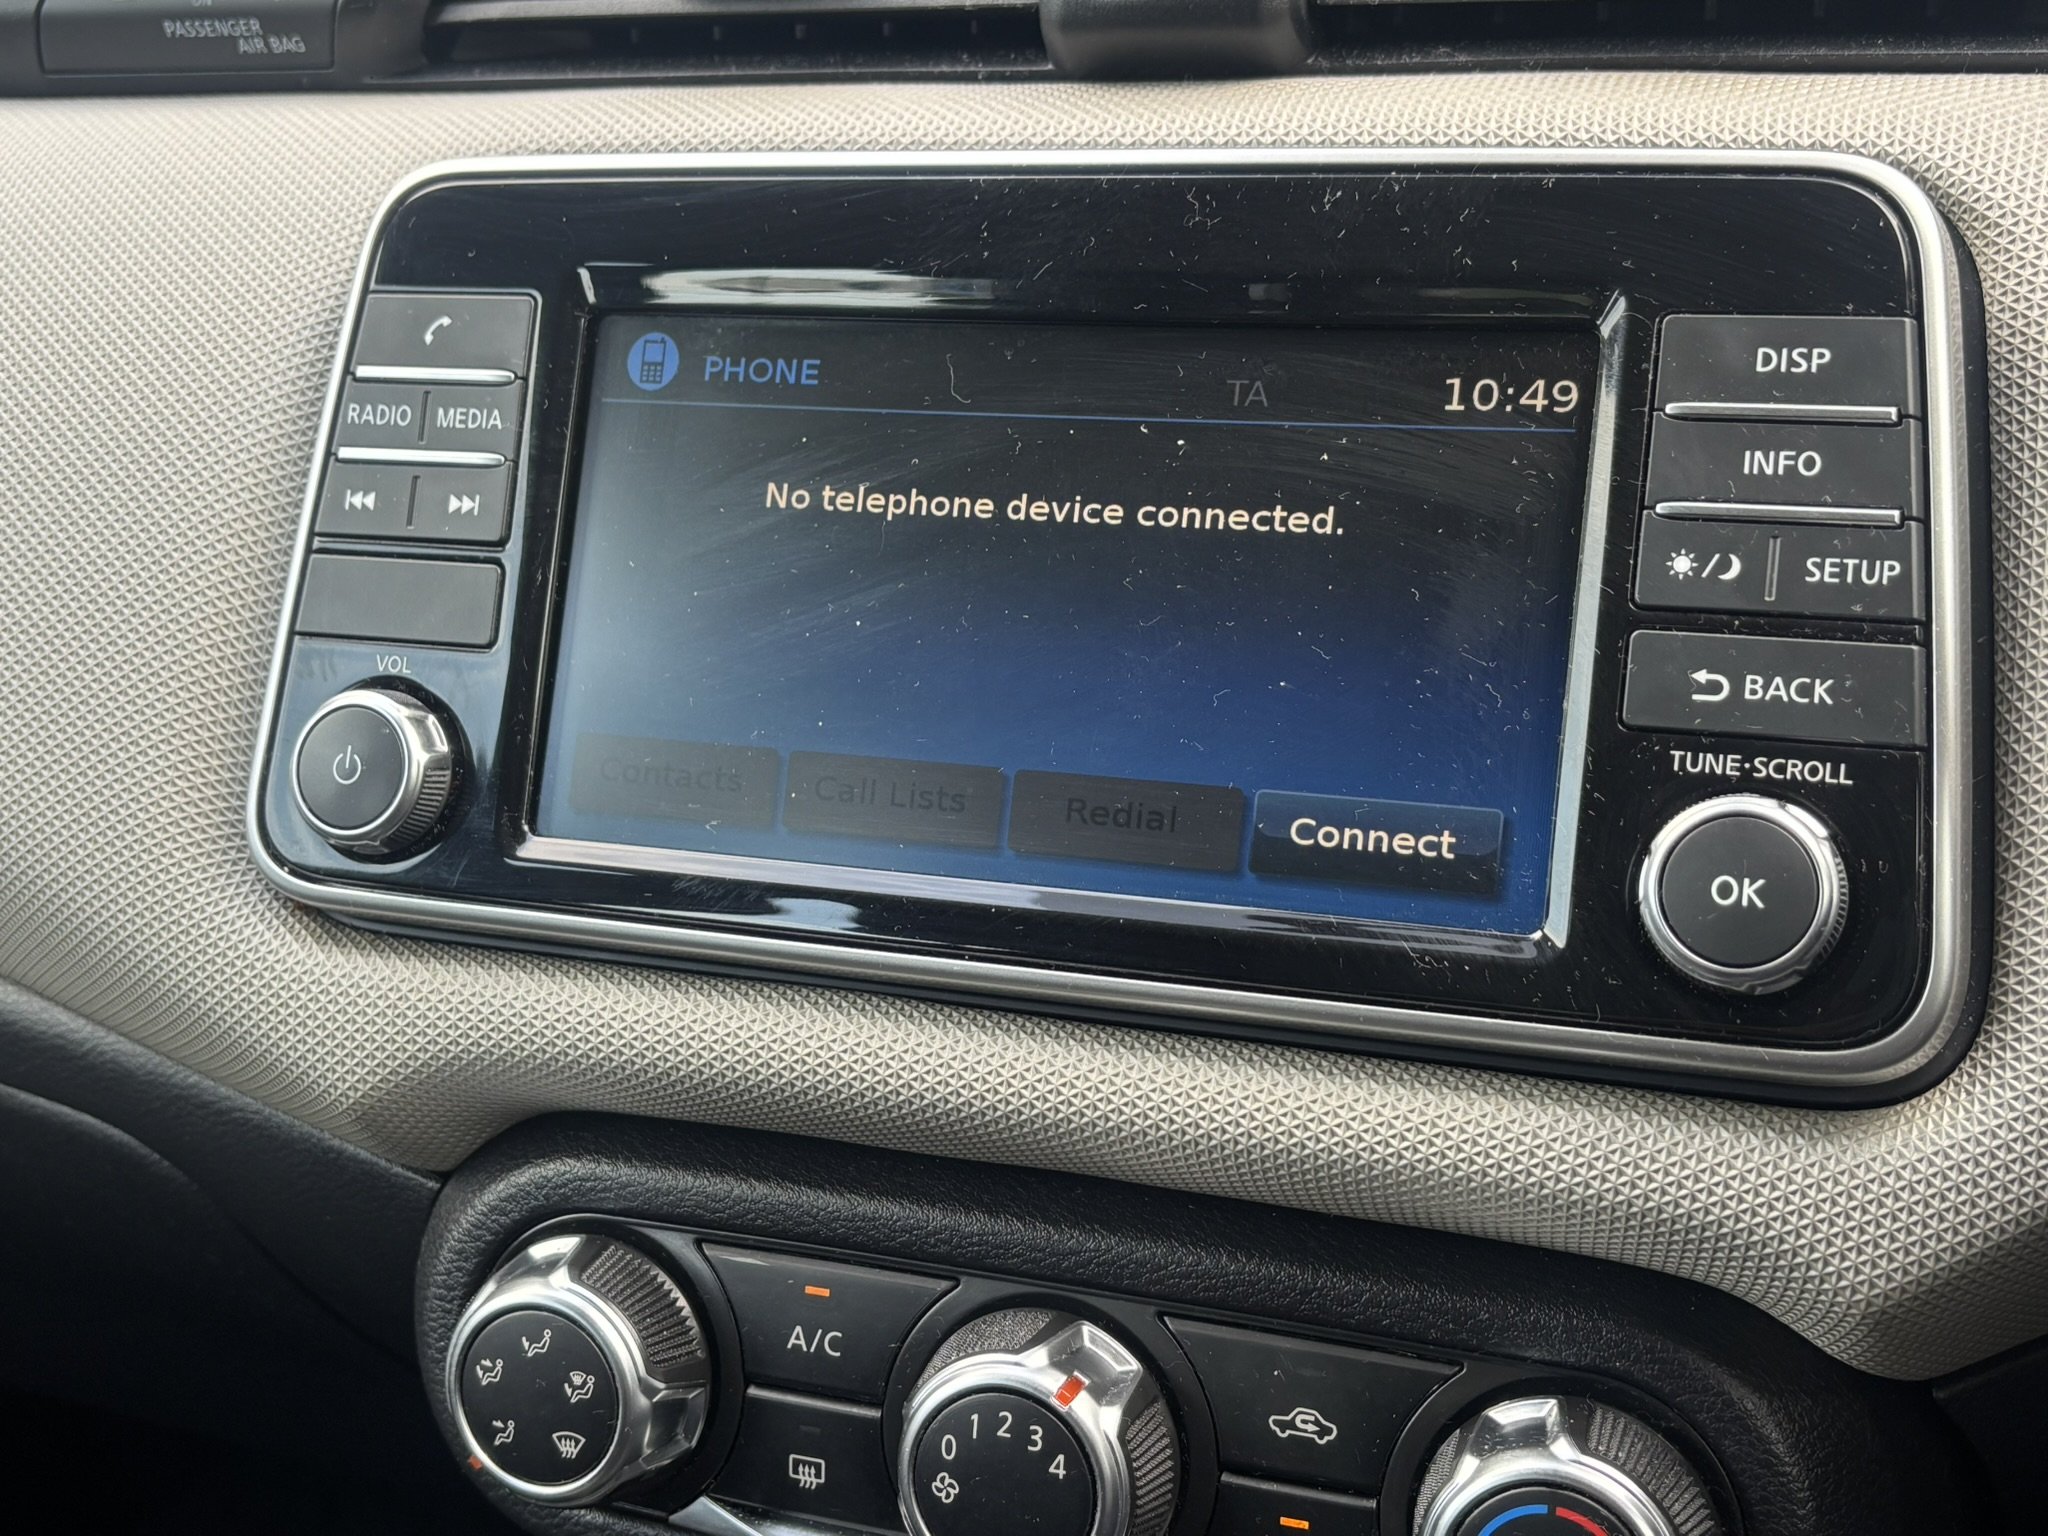 ON
PASSENGER
AIR BAG
PHONE
TA
10:49
No telephone device connected.
Contacts
Call Lists
Redial
Connect
RADIO
MEDIA
VOL
DISP
INFO
SETUP
BACK
TUNE·SCROLL
OK
A/C
0 1 2 3 4